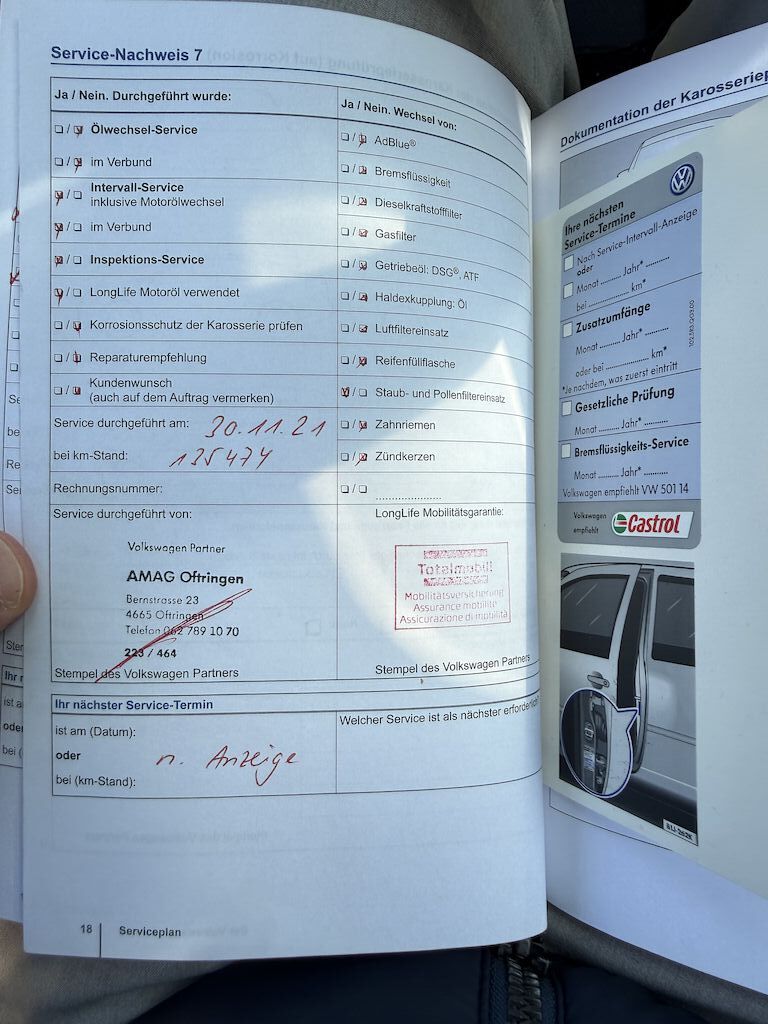 Service-Nachweis 7
Ja / Nein. Durchgeführt wurde:
Ölwechsel-Service
im Verbund
Intervall-Service
inklusive Motorölwechsel
im Verbund
Inspektions-Service
LongLife Motoröl verwendet
Korrosionsschutz der Karosserie prüfen
Reparaturempfehlung
Kundenwunsch
(auch auf dem Auftrag vermerken)
Service durchgeführt am: 30.11.21
bei km-Stand: 135474
Rechnungsnummer:
Service durchgeführt von:
Volkswagen Partner
AMAG Oftringen
Bernstrasse 23
4665 Oftringen
Telefon 062 789 10 70
223 / 464
Stempel des Volkswagen Partners
Ja / Nein. Wechsel von:
AdBlue®
Bremsflüssigkeit
Dieselkraftstofffilter
Gasfilter
Getriebeöl: DSG®, ATF
Haldexkupplung: Öl
Luftfiltereinsatz
Reifenfüllflasche
Staub- und Pollenfiltereinsatz
Zahnriemen
Zündkerzen
LongLife Mobilitätsgarantie:
Totalmobil!
Mobilitätsversicherung
Assurance mobilité
Assicurazione di mobilità
Stempel des Volkswagen Partners
Ihr nächster Service-Termin
ist am (Datum):
oder n. Anzeige
bei (km-Stand):
Welcher Service ist als nächster erforderlich?
18 Serviceplan
Dokumentation der Karosseriep
Ihre nächsten
Service-Termine
Nach Service-Intervall-Anzeige
oder
Monat ........ Jahr* ..........
bei .................. km*
Zusatzumfänge
Monat ........ Jahr* ..........
oder bei ............ km*
*Je nachdem, was zuerst eintritt
Gesetzliche Prüfung
Monat ........ Jahr* ..........
Bremsflüssigkeits-Service
Monat ........ Jahr* ..........
Volkswagen empfiehlt VW 501 14
Volkswagen
empfiehlt
Castrol